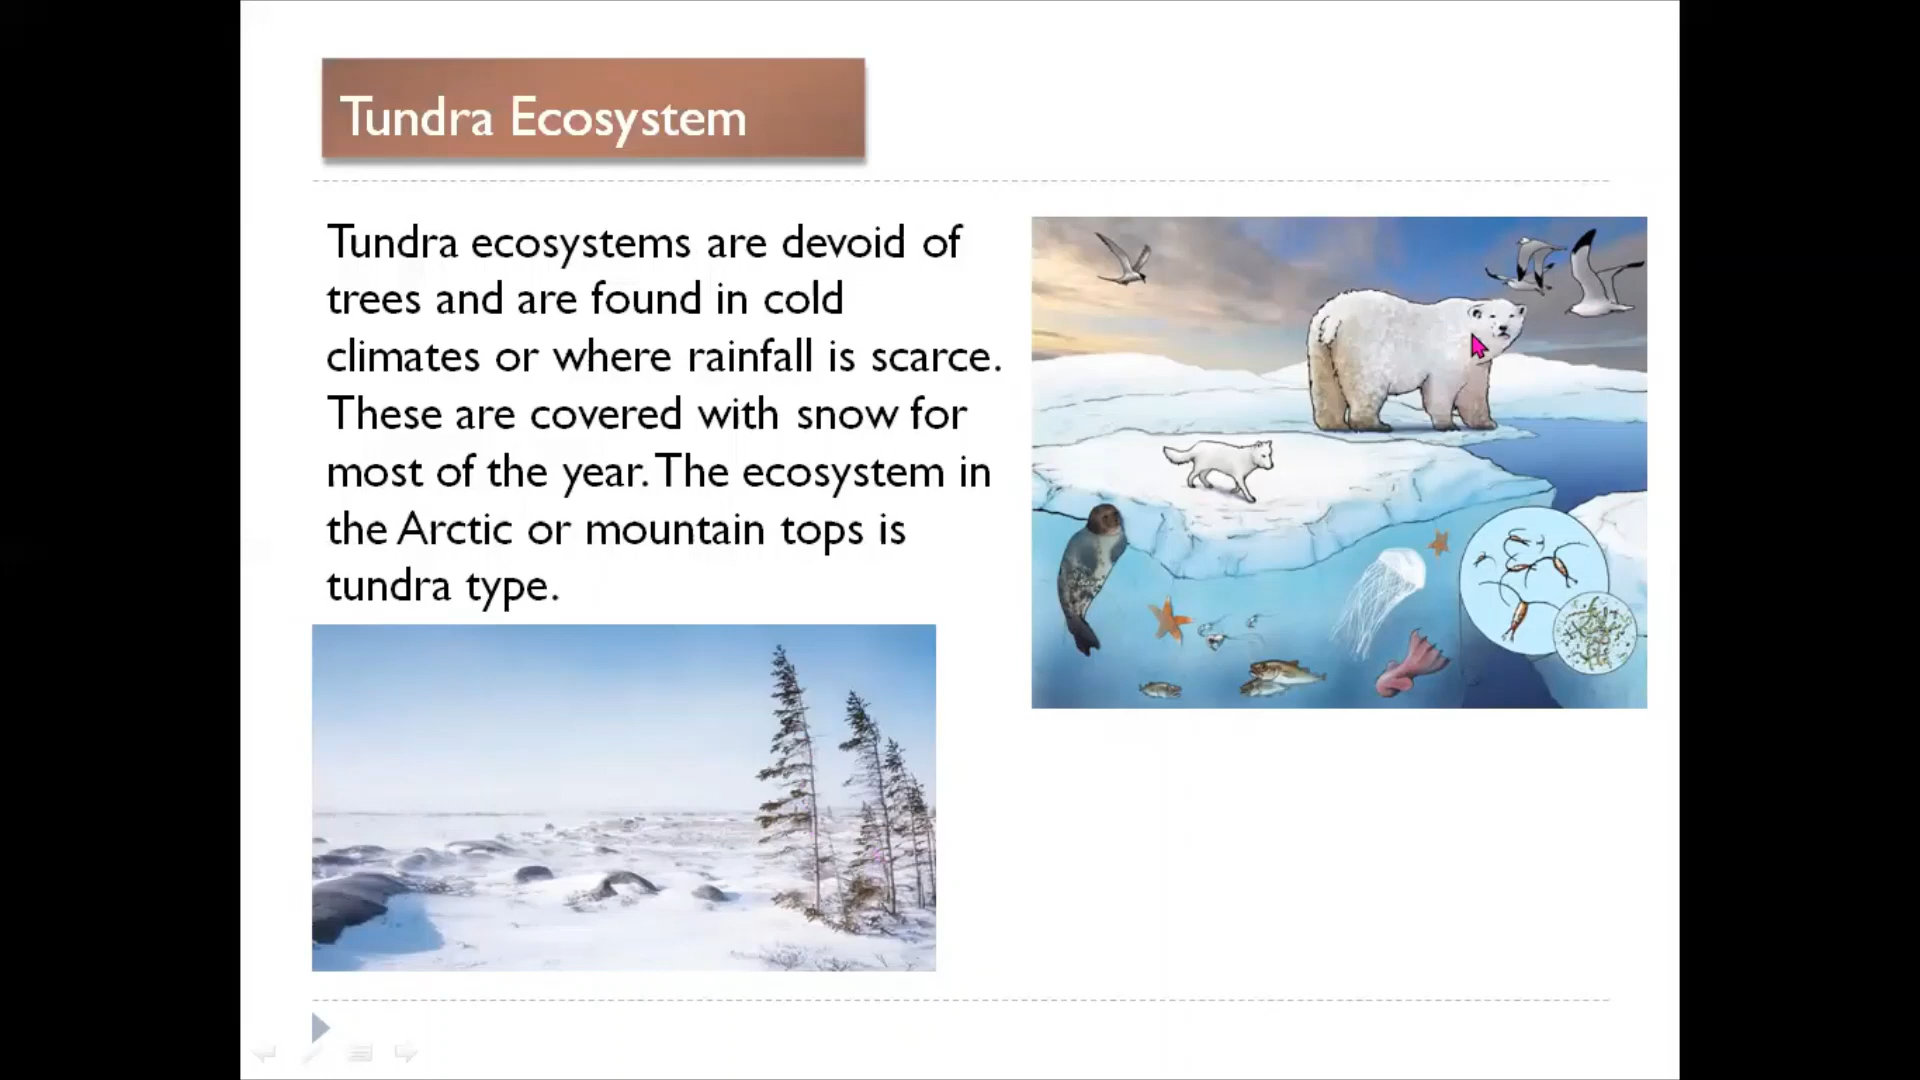 Tundra Ecosystem
Tundra ecosystems are devoid of
trees and are found in cold
climates or where rainfall is scarce.
These are covered with snow for
most of the year. The ecosystem in
the Arctic or mountain tops is
tundra type.